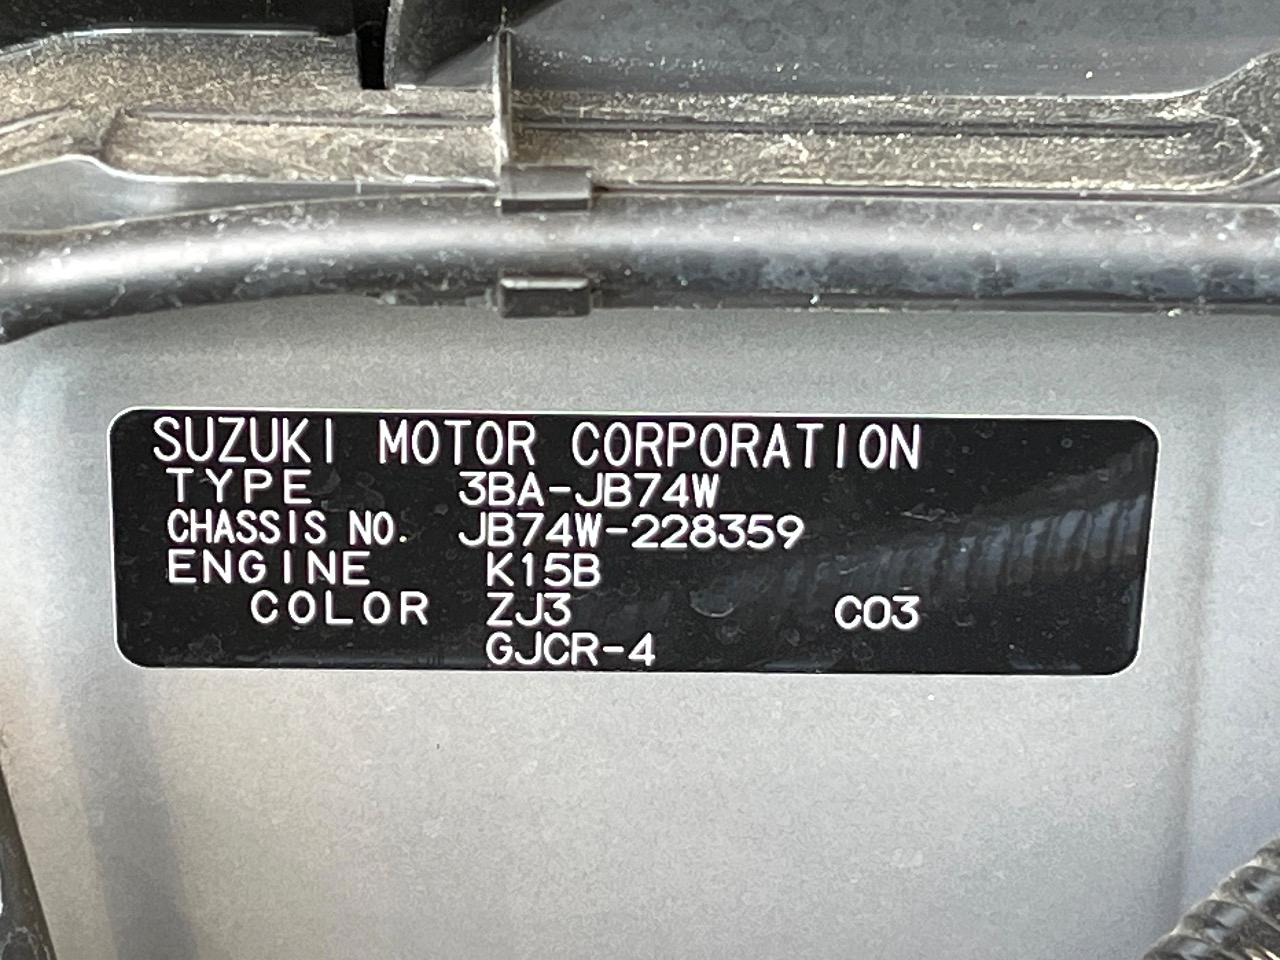 SUZUKI MOTOR CORPORATION
TYPE 3BA-JB74W
CHASSIS NO. JB74W-228359
ENGINE K15B
COLOR ZJ3 C03
GJCR-4